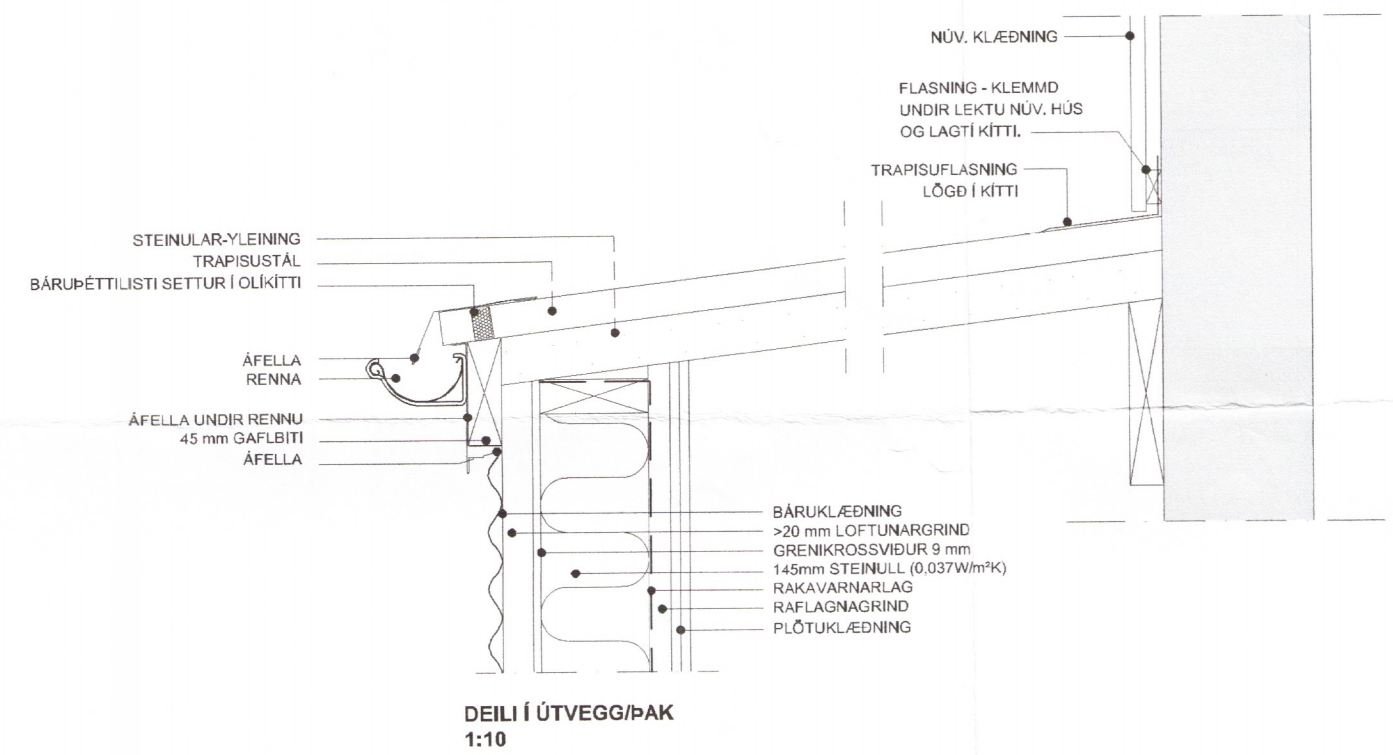 NÚV. KLÆÐNING
FLASNING - KLEMMD
UNDIR LEKTU NÚV. HÚS
OG LAGTÍ KÍTTI.
TRAPISUFLASNING
LÖGÐ Í KÍTTI
STEINULAR-YLEINING
TRAPISUSTÁL
BÁRUÞÉTTILISTI SETTUR Í OLÍKÍTTI
ÁFELLA
RENNA
ÁFELLA UNDIR RENNU
45 mm GAFLBITI
ÁFELLA
BÁRUKLÆÐNING
>20 mm LOFTUNARGRIND
GRENIKROSSVIÐUR 9 mm
145mm STEINULL (0,037W/m²K)
RAKAVARNARLAG
RAFLAGNAGRIND
PLÖTUKLÆÐNING
DEILI Í ÚTVEGG/ÞAK
1:10